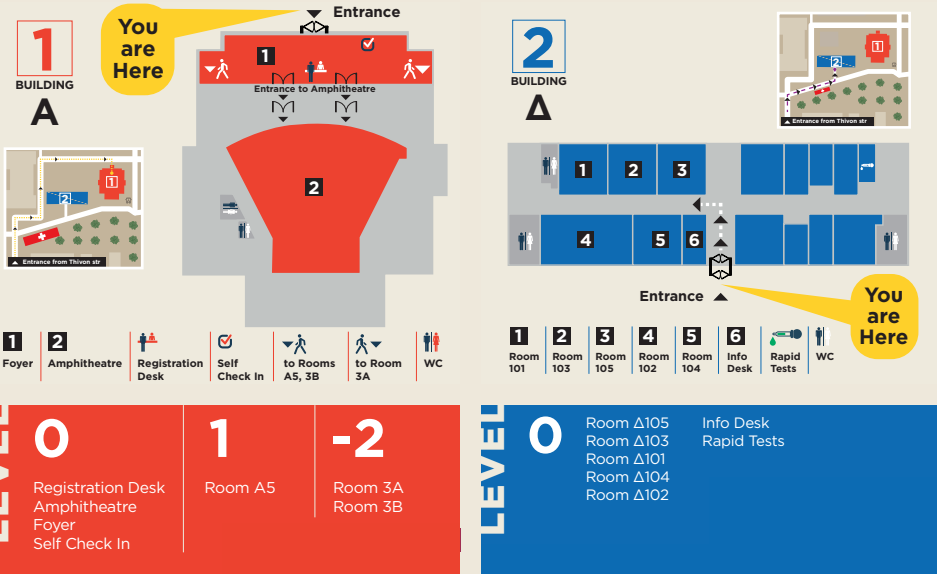 1
BUILDING
A
You
are
Here
Entrance
1
Entrance to Amphitheatre
2
1
2
Entrance from Thivon str
1
Foyer
2
Amphitheatre
Registration
Desk
Self
Check In
to Rooms
A5, 3B
to Room
3A
WC
LEVEL
0
Registration Desk
Amphitheatre
Foyer
Self Check In
1
Room A5
-2
Room 3A
Room 3B
2
BUILDING
Δ
1
2
Entrance from Thivon str
1
2
3
4
5
6
Entrance
You
are
Here
1
Room
101
2
Room
103
3
Room
105
4
Room
102
5
Room
104
6
Info
Desk
Rapid
Tests
WC
LEVEL
0
Room Δ105
Room Δ103
Room Δ101
Room Δ104
Room Δ102
Info Desk
Rapid Tests